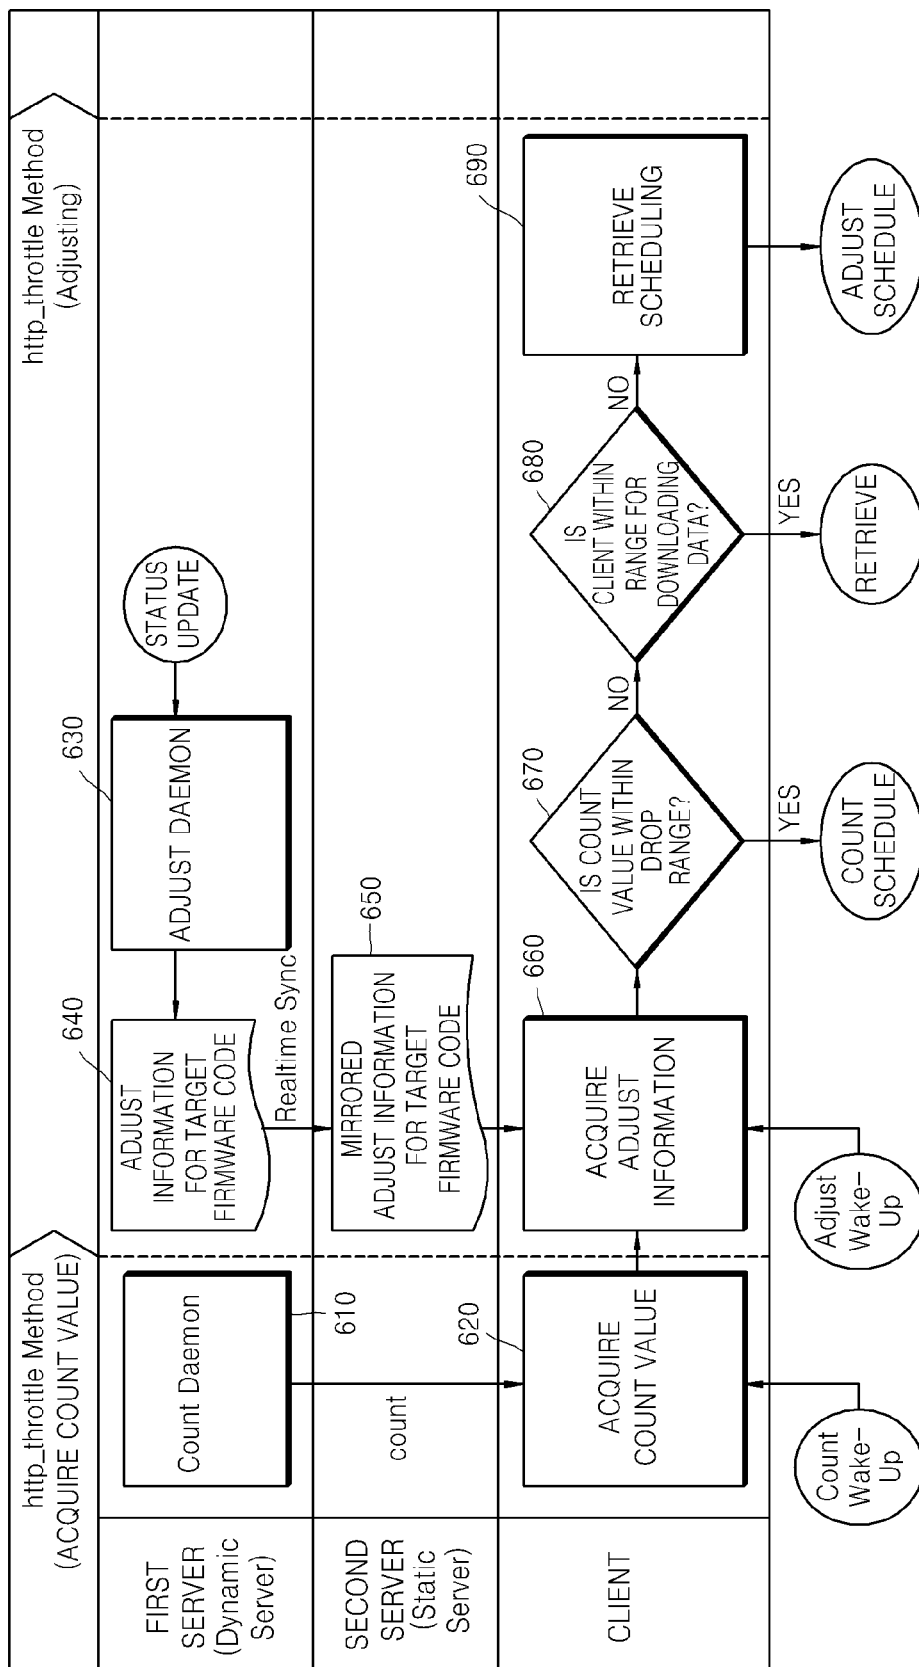 http_throttle Method
(ACQUIRE COUNT VALUE)
http_throttle Method
(Adjusting)
FIRST
SERVER
(Dynamic
Server)
Count Daemon
610
640
ADJUST
INFORMATION
FOR TARGET
FIRMWARE CODE
630
ADJUST DAEMON
STATUS
UPDATE
Realtime Sync
SECOND
SERVER
(Static
Server)
count
650
MIRRORED
ADJUST INFORMATION
FOR TARGET
FIRMWARE CODE
CLIENT
620
ACQUIRE
COUNT VALUE
660
ACQUIRE
ADJUST
INFORMATION
670
IS COUNT
VALUE WITHIN
DROP
RANGE?
NO
YES
680
IS
CLIENT WITHIN
RANGE FOR
DOWNLOADING
DATA?
NO
YES
690
RETRIEVE
SCHEDULING
Count
Wake-
Up
Adjust
Wake-
Up
COUNT
SCHEDULE
RETRIEVE
ADJUST
SCHEDULE